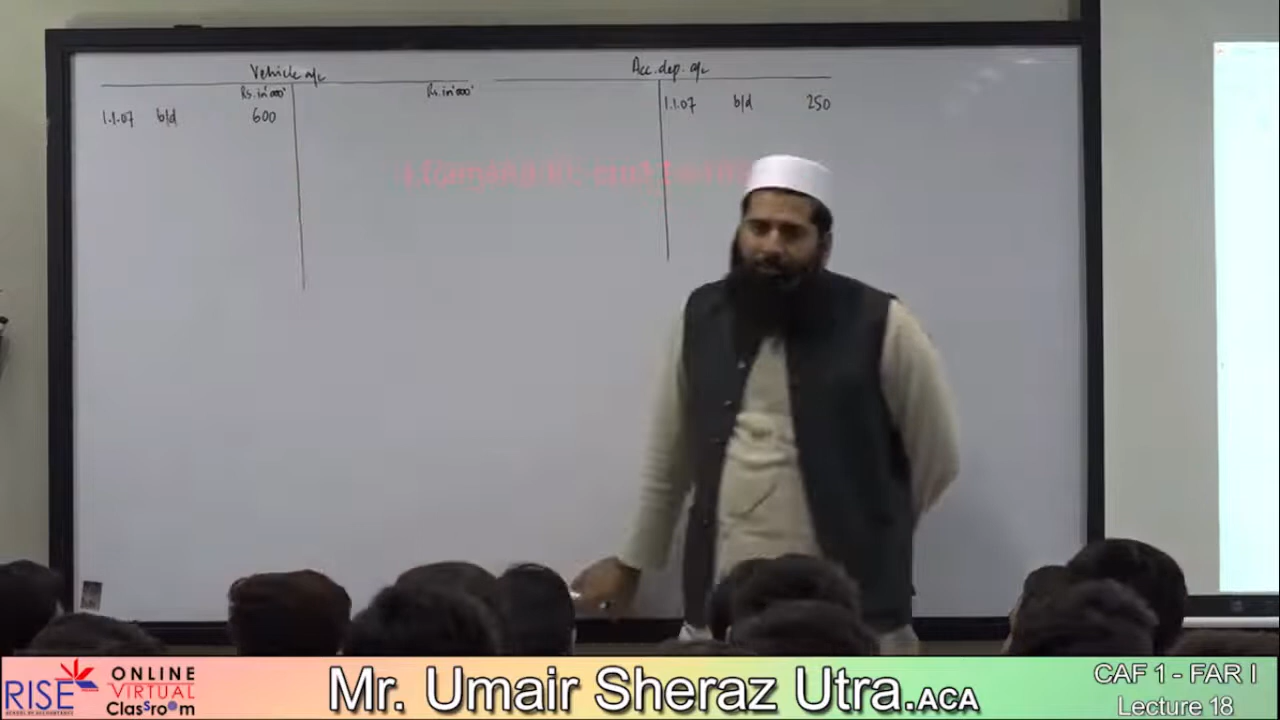 Vehicle a/c
Rs. in '000'
Rs. in '000'
1.1.07 b/d 600
Acc. dep. a/c
1.1.07 b/d 250
RISE
ONLINE
VIRTUAL
Classroom
Mr. Umair Sheraz Utra.ACA
CAF 1 - FAR I
Lecture 18